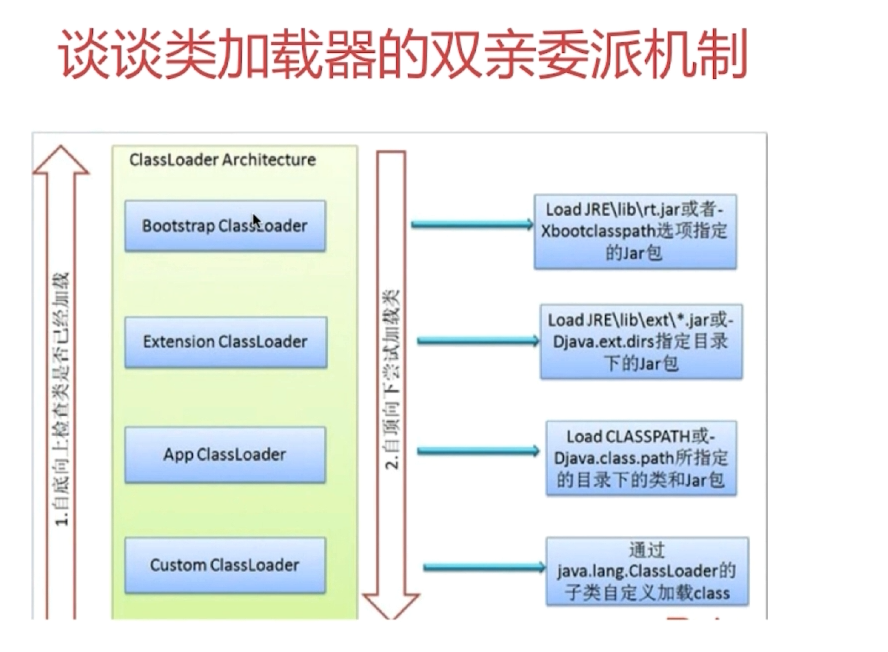 谈谈类加载器的双亲委派机制
ClassLoader Architecture
1.自底向上检查类是否已经加载
2.自顶向下尝试加载类
Bootstrap ClassLoader
Load JRE\lib\rt.jar或者-
Xbootclasspath选项指定
的Jar包
Extension ClassLoader
Load JRE\lib\ext\*.jar或-
Djava.ext.dirs指定目录
下的Jar包
App ClassLoader
Load CLASSPATH或-
Djava.class.path所指定
的目录下的类和Jar包
Custom ClassLoader
通过
java.lang.ClassLoader的
子类自定义加载class